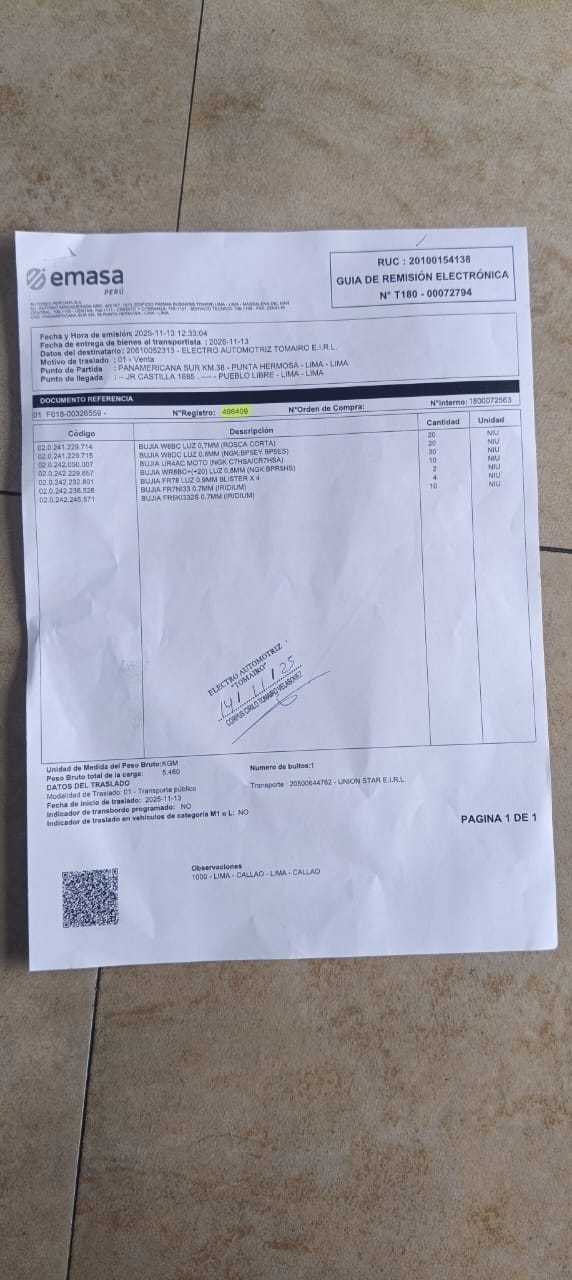 emasa
PERÚ
RUC : 20100154138
GUIA DE REMISIÓN ELECTRÓNICA
N° T180 - 00072794
Fecha y Hora de emisión: 2025-11-13 12:33:04
Fecha de entrega de bienes al transportista : 2025-11-13
Datos del destinatario: 20610052313 - ELECTRO AUTOMOTRIZ TOMAIRO E.I.R.L.
Motivo de traslado : 01 - Venta
Punto de Partida : PANAMERICANA SUR KM.38 - PUNTA HERMOSA - LIMA - LIMA
Punto de llegada : -- JR CASTILLA 1695 . ---- - PUEBLO LIBRE - LIMA - LIMA
DOCUMENTO REFERENCIA
01 F018-00326559 - N°Registro: 496409 N°Orden de Compra: N°Interno: 1800072563
Código Descripción Cantidad Unidad
02.0.241.229.714 BUJIA W8BC LUZ 0,7MM (ROSCA CORTA) 20 NIU
02.0.241.229.715 BUJIA W8DC LUZ 0.8MM (NGK:BP5EY BP5ES) 20 NIU
02.0.242.050.007 BUJIA UR4AC MOTO (NGK C7HSA/CR7HSA) 30 NIU
02.0.242.229.657 BUJIA WR8BC+(+20) LUZ 0,8MM (NGK:BPR5HS) 10 NIU
02.0.242.232.801 BUJIA FR78 LUZ 0.9MM BLISTER X 4 2 NIU
02.0.242.236.528 BUJIA FR7NI33 0.7MM (IRIDIUM) 4 NIU
02.0.242.245.571 BUJIA FR5KI332S 0.7MM (IRIDIUM) 10 NIU
ELECTRO AUTOMOTRIZ
"TOMAIRO"
14/11/25
CORPUS CIRILO TOMAIRO VELASQUEZ
Unidad de Medida del Peso Bruto: KGM
Peso Bruto total de la carga: 5.460 Numero de bultos:1
DATOS DEL TRASLADO
Modalidad de Traslado: 01 - Transporte público Transporte : 20500644762 - UNION STAR E.I.R.L.
Fecha de inicio de traslado: 2025-11-13
Indicador de transbordo programado: NO
Indicador de traslado en vehículos de categoría M1 o L: NO
PAGINA 1 DE 1
Observaciones
1000 - LIMA - CALLAO - LIMA - CALLAO